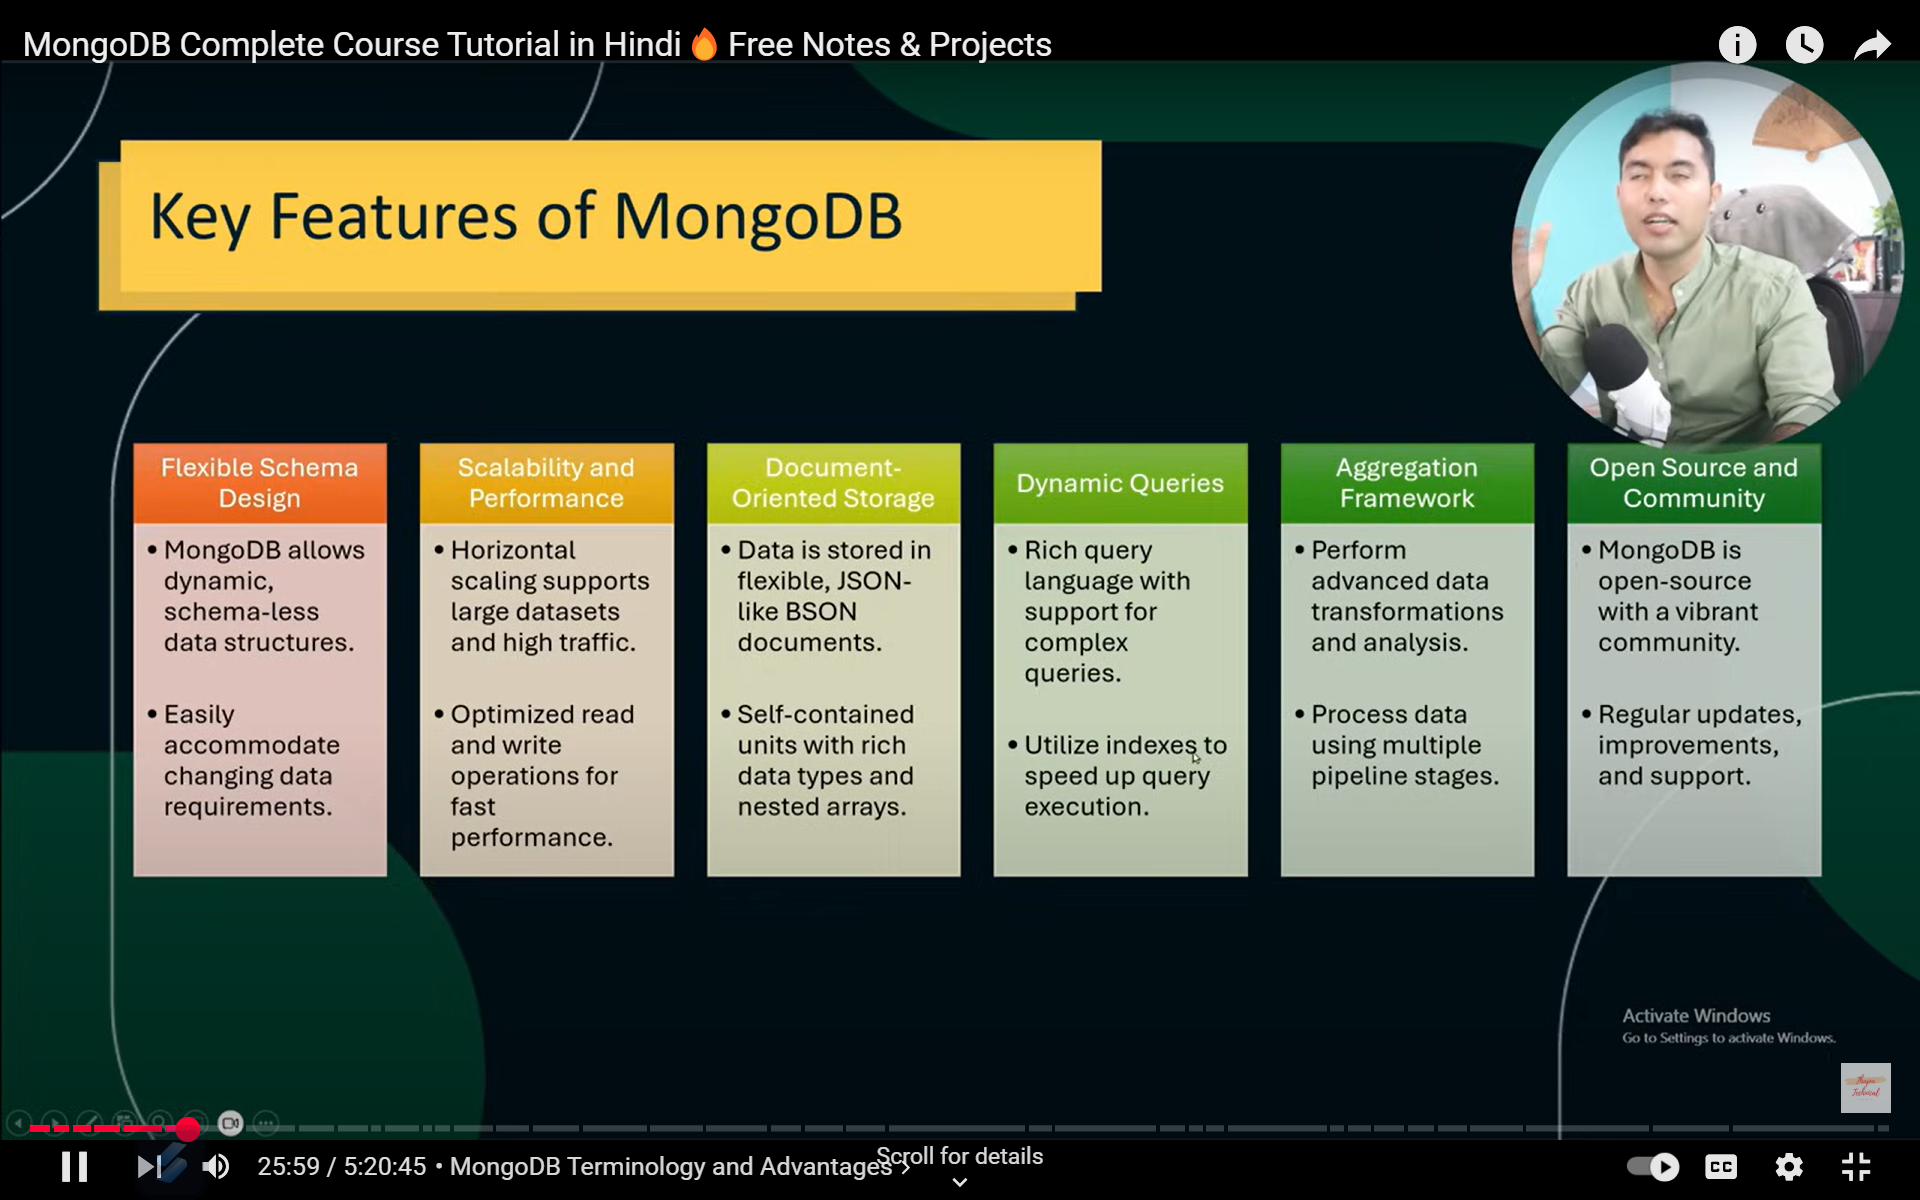 MongoDB Complete Course Tutorial in Hindi🔥Free Notes & Projects
Key Features of MongoDB
Flexible Schema
Design
• MongoDB allows
dynamic,
schema-less
data structures.
• Easily
accommodate
changing data
requirements.
Scalability and
Performance
• Horizontal
scaling supports
large datasets
and high traffic.
• Optimized read
and write
operations for
fast
performance.
Document-
Oriented Storage
• Data is stored in
flexible, JSON-
like BSON
documents.
• Self-contained
units with rich
data types and
nested arrays.
Dynamic Queries
• Rich query
language with
support for
complex
queries.
• Utilize indexes to
speed up query
execution.
Aggregation
Framework
• Perform
advanced data
transformations
and analysis.
• Process data
using multiple
pipeline stages.
Open Source and
Community
• MongoDB is
open-source
with a vibrant
community.
• Regular updates,
improvements,
and support.
Activate Windows
Go to Settings to activate Windows.
Technical
25:59 / 5:20:45 • MongoDB Terminology and Advantages ›
Scroll for details
CC